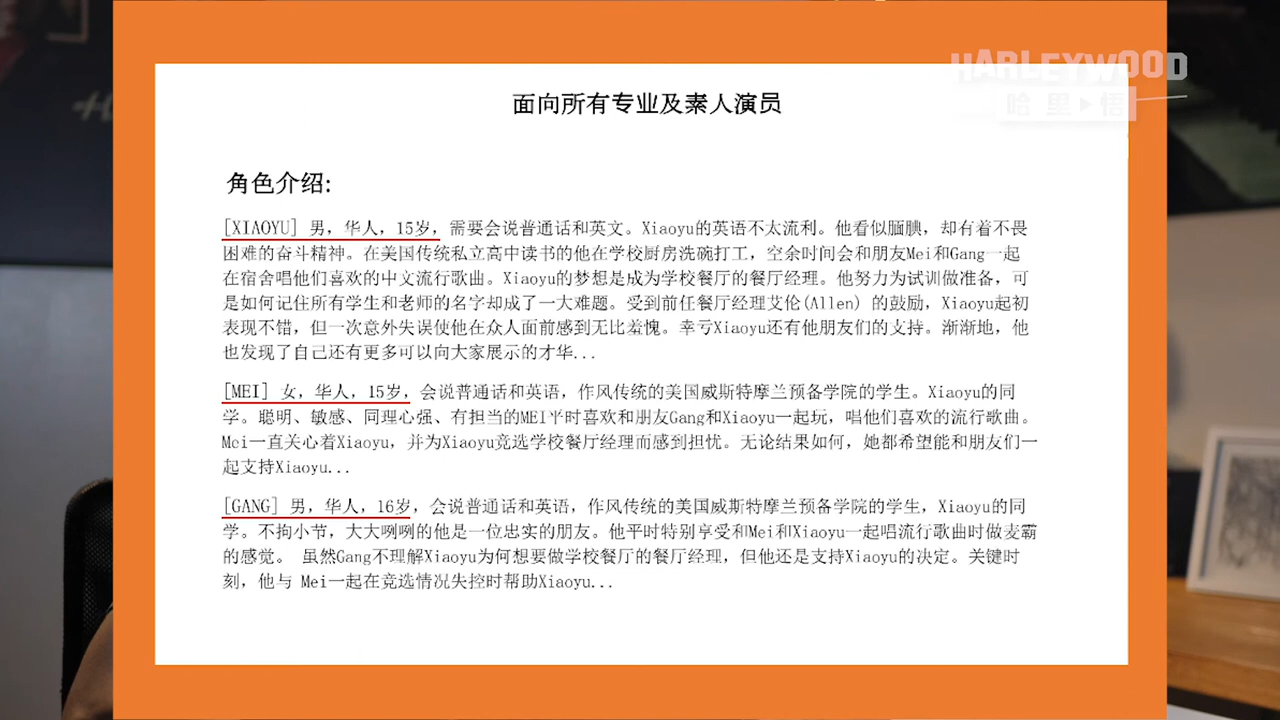 HARLEYWOOD
哈里▶悟
面向所有专业及素人演员
角色介绍:
[XIAOYU] 男，华人，15岁，需要会说普通话和英文。Xiaoyu的英语不太流利。他看似腼腆，却有着不畏
困难的奋斗精神。在美国传统私立高中读书的他在学校厨房洗碗打工，空余时间会和朋友Mei和Gang一起
在宿舍唱他们喜欢的中文流行歌曲。Xiaoyu的梦想是成为学校餐厅的餐厅经理。他努力为试训做准备，可
是如何记住所有学生和老师的名字却成了一大难题。受到前任餐厅经理艾伦(Allen) 的鼓励，Xiaoyu起初
表现不错，但一次意外失误使他在众人面前感到无比羞愧。幸亏Xiaoyu还有他朋友们的支持。渐渐地，他
也发现了自己还有更多可以向大家展示的才华...
[MEI] 女，华人，15岁，会说普通话和英语，作风传统的美国威斯特摩兰预备学院的学生。Xiaoyu的同
学。聪明、敏感、同理心强、有担当的MEI平时喜欢和朋友Gang和Xiaoyu一起玩，唱他们喜欢的流行歌曲。
Mei一直关心着Xiaoyu，并为Xiaoyu竞选学校餐厅经理而感到担忧。无论结果如何，她都希望能和朋友们一
起支持Xiaoyu...
[GANG] 男，华人，16岁，会说普通话和英语，作风传统的美国威斯特摩兰预备学院的学生，Xiaoyu的同
学。不拘小节，大大咧咧的他是一位忠实的朋友。他平时特别享受和Mei和Xiaoyu一起唱流行歌曲时做麦霸
的感觉。 虽然Gang不理解Xiaoyu为何想要做学校餐厅的餐厅经理，但他还是支持Xiaoyu的决定。关键时
刻，他与 Mei一起在竞选情况失控时帮助Xiaoyu...